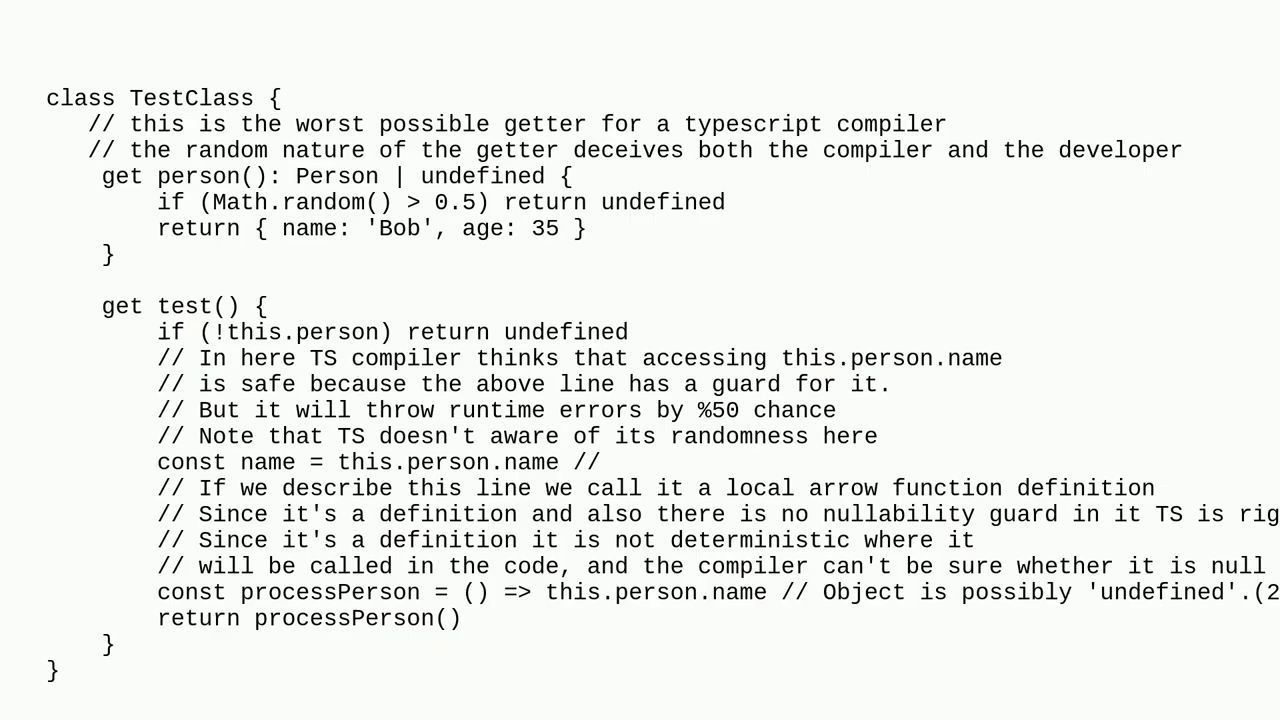 class TestClass {
// this is the worst possible getter for a typescript compiler
// the random nature of the getter deceives both the compiler and the developer
get person(): Person | undefined {
if (Math.random() > 0.5) return undefined
return { name: 'Bob', age: 35 }
}
get test() {
if (!this.person) return undefined
// In here TS compiler thinks that accessing this.person.name
// is safe because the above line has a guard for it.
// But it will throw runtime errors by %50 chance
// Note that TS doesn't aware of its randomness here
const name = this.person.name //
// If we describe this line we call it a local arrow function definition
// Since it's a definition and also there is no nullability guard in it TS is rig
// Since it's a definition it is not deterministic where it
// will be called in the code, and the compiler can't be sure whether it is null
const processPerson = () => this.person.name // Object is possibly 'undefined'.(2
return processPerson()
}
}